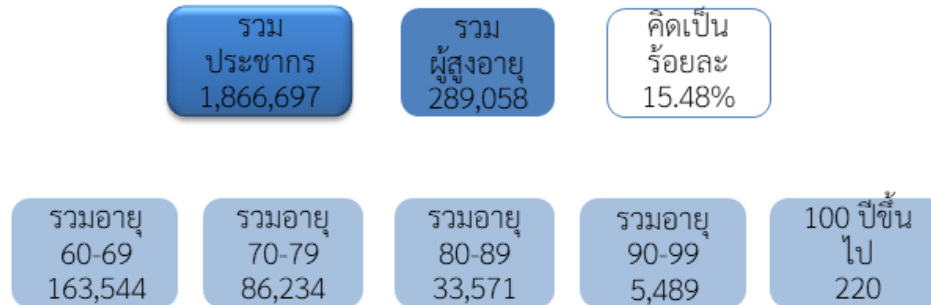 รวม
ประชากร
1,866,697
รวม
ผู้สูงอายุ
289,058
คิดเป็น
ร้อยละ
15.48%
รวมอายุ
60-69
163,544
รวมอายุ
70-79
86,234
รวมอายุ
80-89
33,571
รวมอายุ
90-99
5,489
100 ปีขึ้น
ไป
220